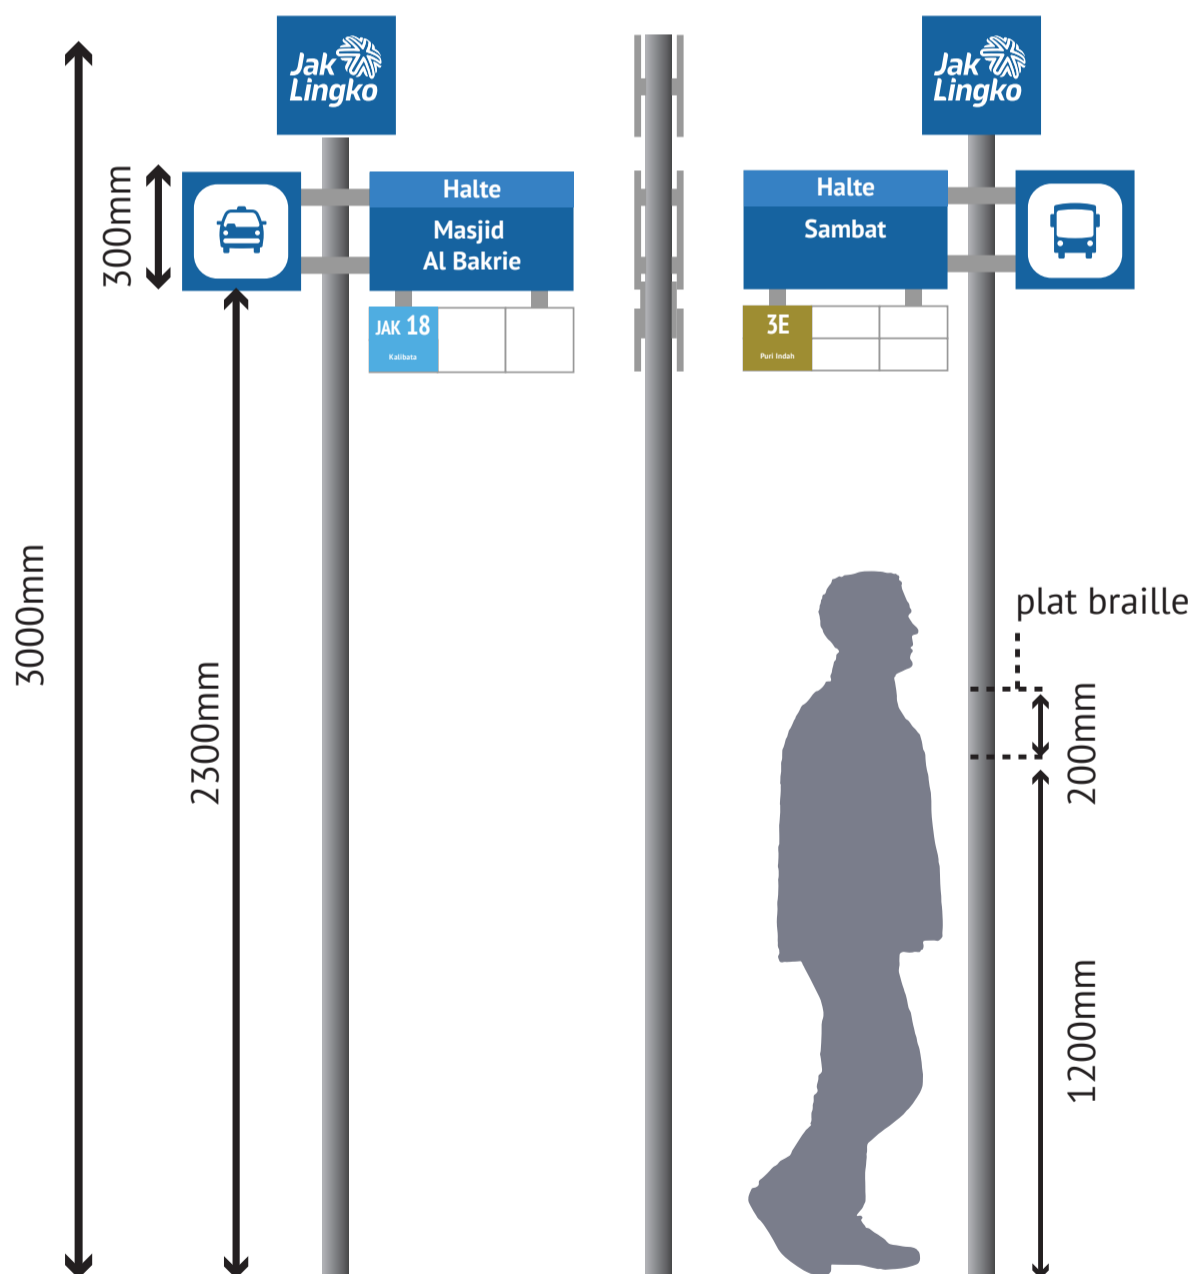 Jak
Lingko
Halte
Masjid
Al Bakrie
JAK 18
Kalibata
300mm
3000mm
2300mm
Jak
Lingko
Halte
Sambat
3E
Puri Indah
plat braille
200mm
1200mm